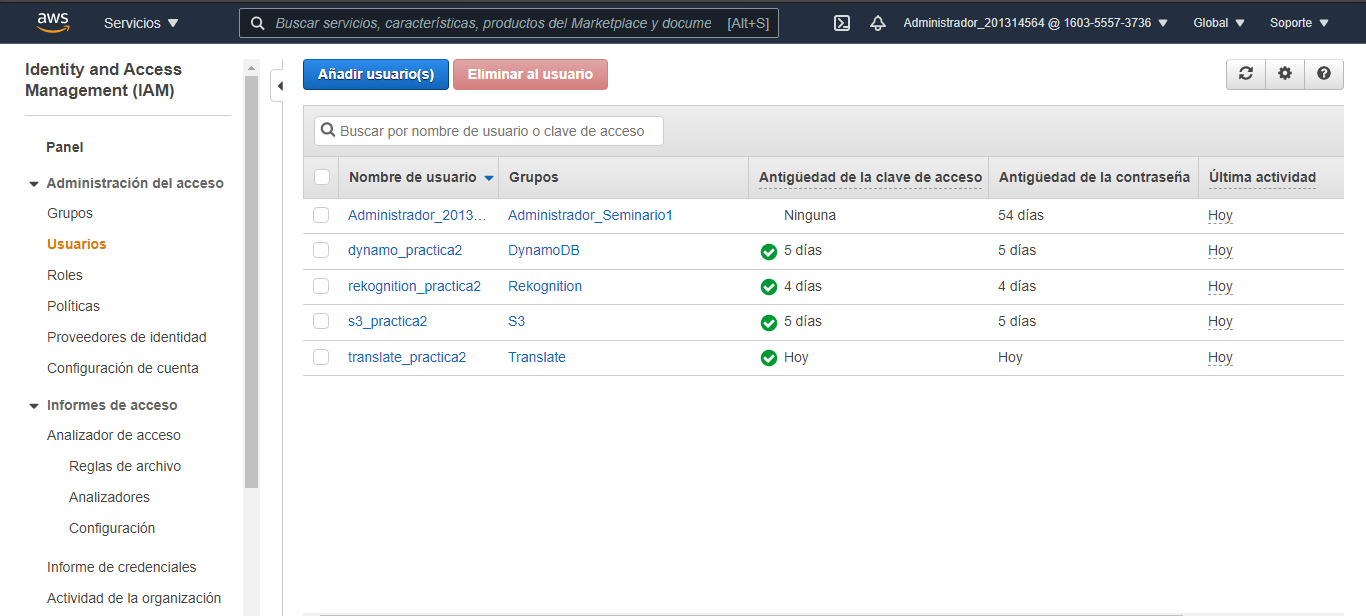 aws Servicios Buscar servicios, características, productos del Marketplace y docume [Alt+S] Administrador_201314564 @ 1603-5557-3736 Global Soporte
Identity and Access
Management (IAM)
Panel
Administración del acceso
Grupos
Usuarios
Roles
Políticas
Proveedores de identidad
Configuración de cuenta
Informes de acceso
Analizador de acceso
Reglas de archivo
Analizadores
Configuración
Informe de credenciales
Actividad de la organización
Añadir usuario(s) Eliminar al usuario
Buscar por nombre de usuario o clave de acceso
Nombre de usuario Grupos Antigüedad de la clave de acceso Antigüedad de la contraseña Última actividad
Administrador_2013... Administrador_Seminario1 Ninguna 54 días Hoy
dynamo_practica2 DynamoDB 5 días 5 días Hoy
rekognition_practica2 Rekognition 4 días 4 días Hoy
s3_practica2 S3 5 días 5 días Hoy
translate_practica2 Translate Hoy Hoy Hoy